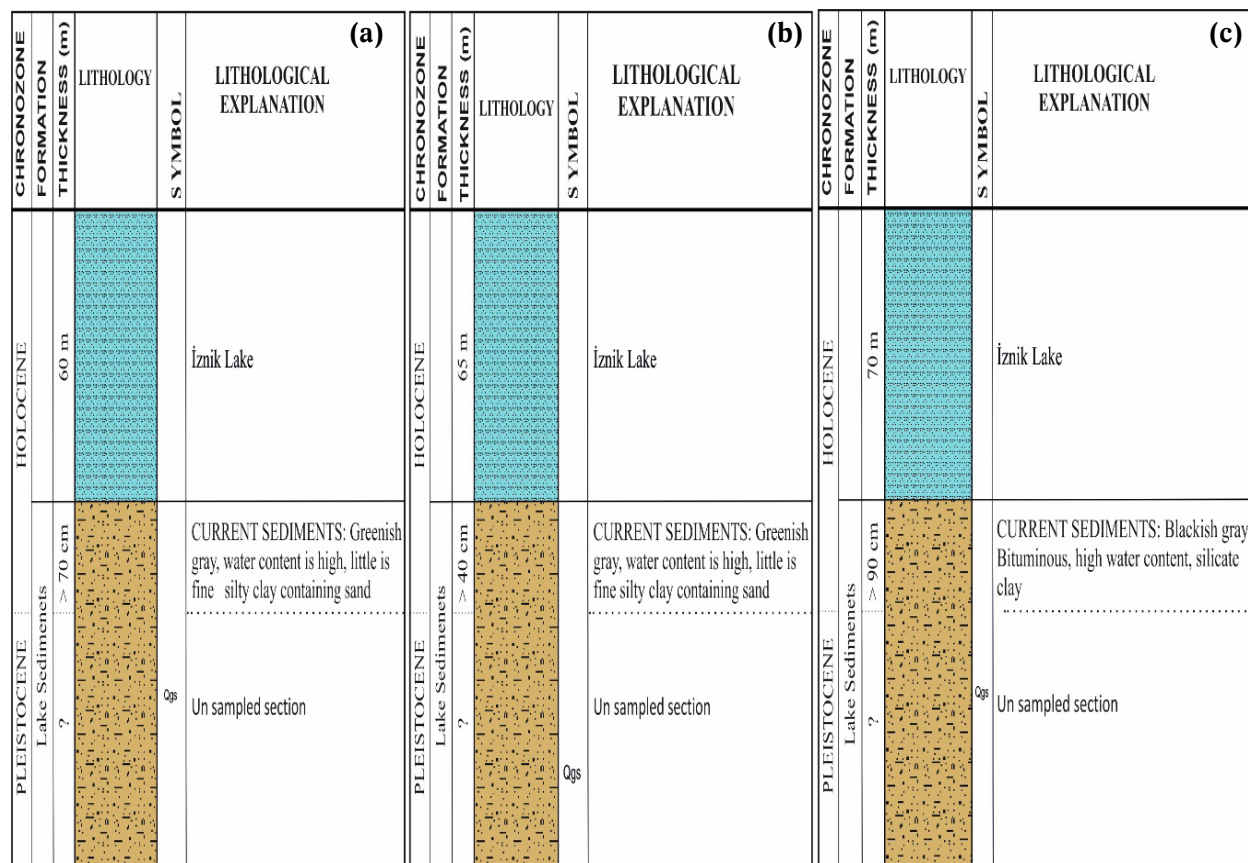 (a)
CHRONOZONE
FORMATION
THICKNESS (m)
LITHOLOGY
S YMBOL
LITHOLOGICAL
EXPLANATION
HOLOCENE
60 m
İznik Lake
PLEISTOCENE
Lake Sedimenets
> 70 cm
?
Qgs
CURRENT SEDIMENTS: Greenish
gray, water content is high, little is
fine silty clay containing sand
Un sampled section
(b)
CHRONOZONE
FORMATION
THICKNESS (m)
LITHOLOGY
S YMBOL
LITHOLOGICAL
EXPLANATION
HOLOCENE
65 m
İznik Lake
PLEISTOCENE
Lake Sedimenets
> 40 cm
?
Qgs
CURRENT SEDIMENTS: Greenish
gray, water content is high, little is
fine silty clay containing sand
Un sampled section
(c)
CHRONOZONE
FORMATION
THICKNESS (m)
LITHOLOGY
S YMBOL
LITHOLOGICAL
EXPLANATION
HOLOCENE
70 m
İznik Lake
PLEISTOCENE
Lake Sedimenets
> 90 cm
?
Qgs
CURRENT SEDIMENTS: Blackish gray
Bituminous, high water content, silicate
clay
Un sampled section